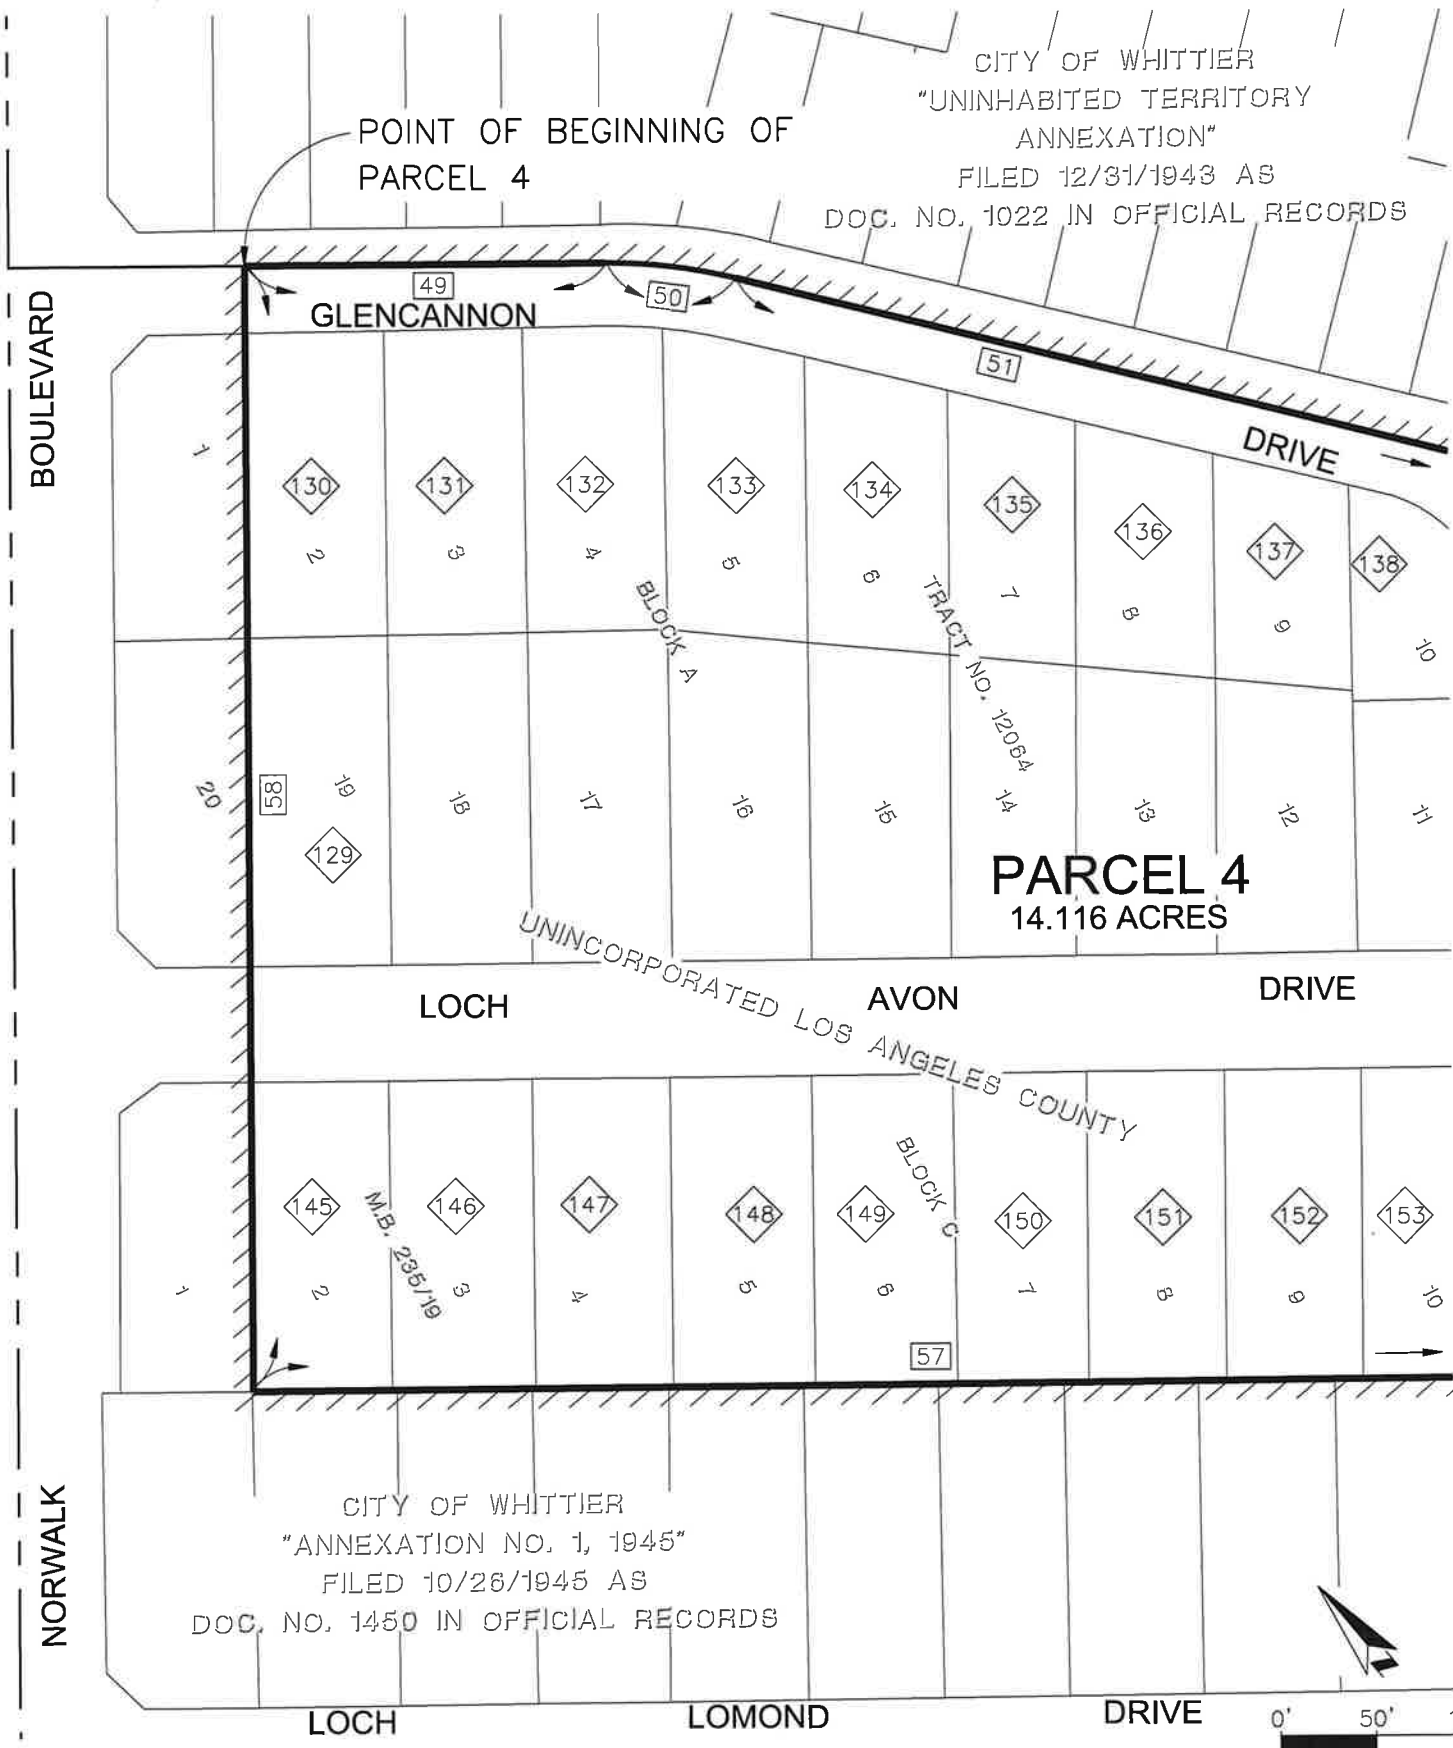 CITY OF WHITTIER
"UNINHABITED TERRITORY
ANNEXATION"
FILED 12/31/1943 AS
DOC. NO. 1022 IN OFFICIAL RECORDS
POINT OF BEGINNING OF
PARCEL 4
49
50
51
GLENCANNON
DRIVE
BOULEVARD
1
130
131
132
133
134
135
136
137
138
2
3
4
5
6
7
8
9
10
BLOCK A
TRACT NO. 12064
20
58
19
18
17
16
15
14
13
12
11
129
PARCEL 4
14.116 ACRES
UNINCORPORATED LOS ANGELES COUNTY
LOCH
AVON
DRIVE
BLOCK C
145
146
147
148
149
150
151
152
153
M.B. 235/19
1
2
3
4
5
6
7
8
9
10
57
NORWALK
CITY OF WHITTIER
"ANNEXATION NO. 1, 1945"
FILED 10/26/1945 AS
DOC. NO. 1450 IN OFFICIAL RECORDS
LOCH
LOMOND
DRIVE
N
0'
50'